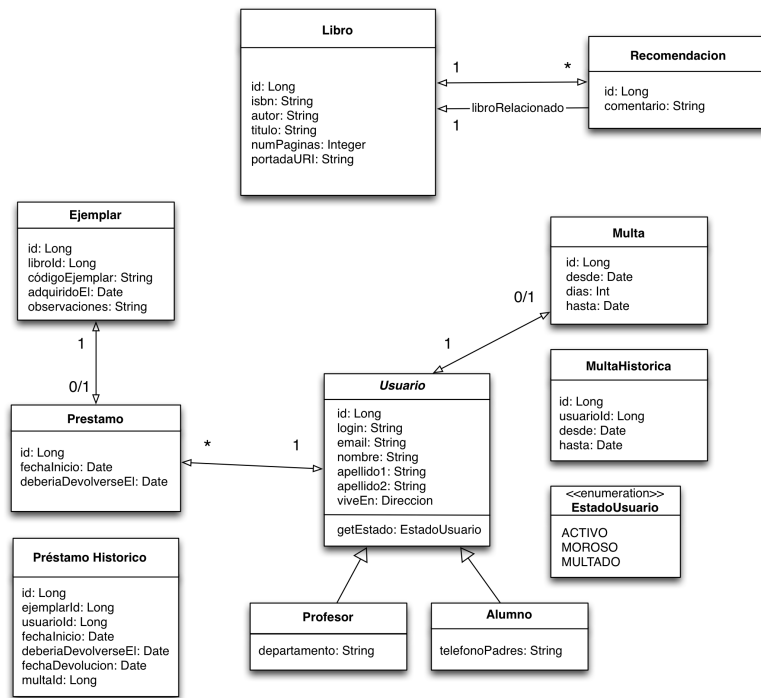 Libro
id: Long
isbn: String
autor: String
titulo: String
numPaginas: Integer
portadaURI: String
1
*
libroRelacionado
1
Recomendacion
id: Long
comentario: String
Ejemplar
id: Long
libroId: Long
códigoEjemplar: String
adquiridoEl: Date
observaciones: String
1
0/1
Prestamo
id: Long
fechaInicio: Date
deberiaDevolverseEl: Date
*
1
Préstamo Historico
id: Long
ejemplarId: Long
usuarioId: Long
fechaInicio: Date
deberiaDevolverseEl: Date
fechaDevolucion: Date
multaId: Long
Usuario
id: Long
login: String
email: String
nombre: String
apellido1: String
apellido2: String
viveEn: Direccion
getEstado: EstadoUsuario
1
0/1
Multa
id: Long
desde: Date
dias: Int
hasta: Date
MultaHistorica
id: Long
usuarioId: Long
desde: Date
hasta: Date
<<enumeration>>
EstadoUsuario
ACTIVO
MOROSO
MULTADO
Profesor
departamento: String
Alumno
telefonoPadres: String